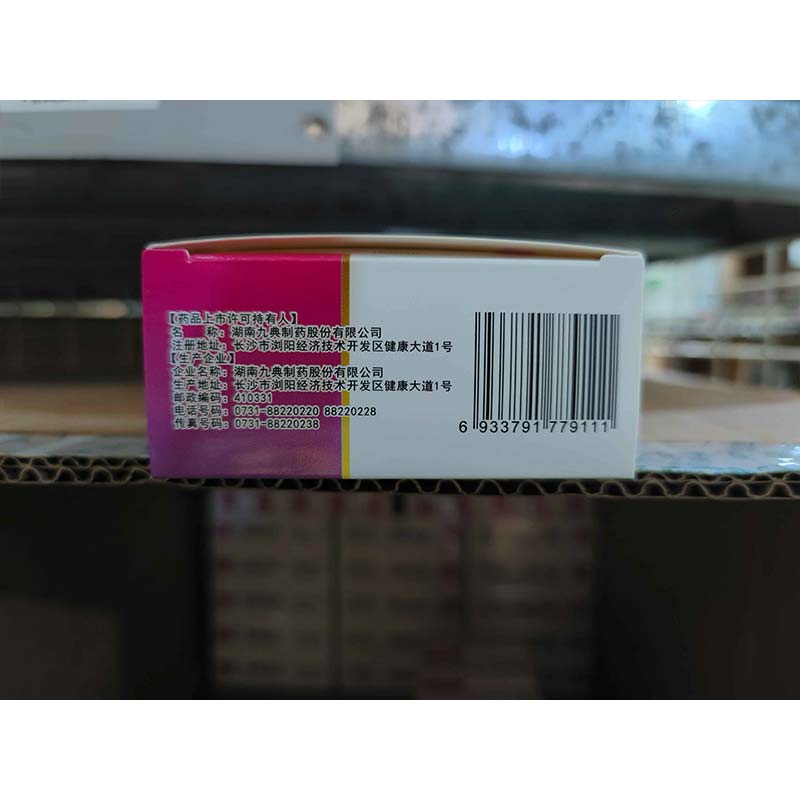 【药品上市许可持有人】
名 称：湖南九典制药股份有限公司
注册地址：长沙市浏阳经济技术开发区健康大道1号
【生产企业】
企业名称：湖南九典制药股份有限公司
生产地址：长沙市浏阳经济技术开发区健康大道1号
邮政编码：410331
电话号码：0731-88220220 88220228
传真号码：0731-88220238
6 933791 779111